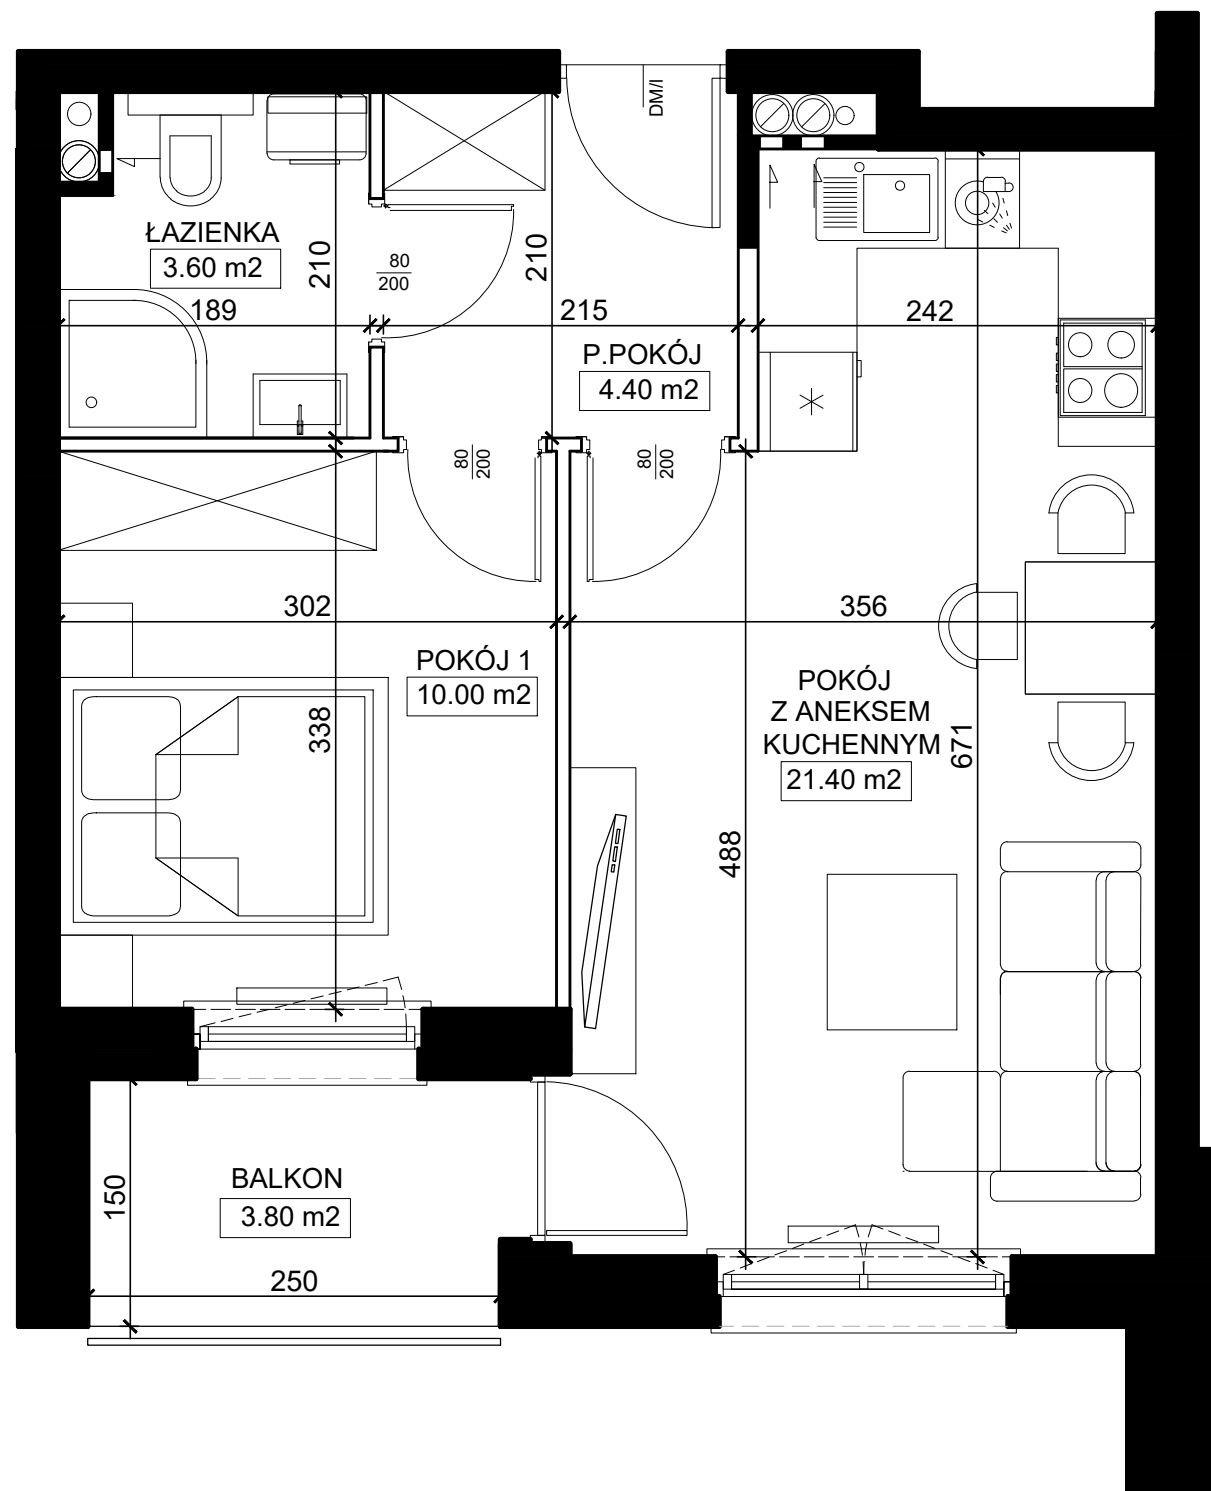 DM/I
ŁAZIENKA
3.60 m2
210
80
200
210
189
215
242
P.POKÓJ
4.40 m2
80
200
80
200
302
356
POKÓJ 1
10.00 m2
338
POKÓJ
Z ANEKSEM
KUCHENNYM
21.40 m2
671
488
BALKON
3.80 m2
150
250